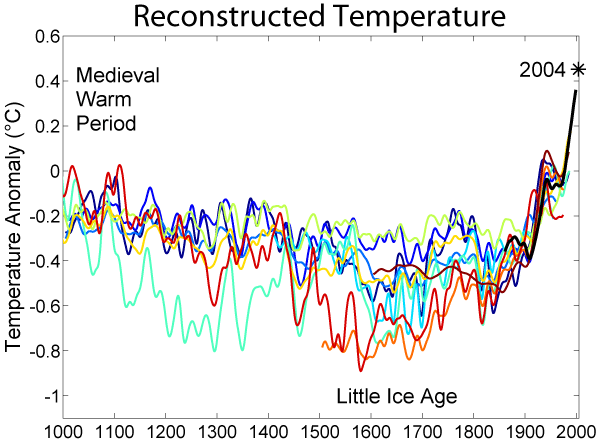 Reconstructed Temperature
0.6
0.4
0.2
0
-0.2
-0.4
-0.6
-0.8
-1
Temperature Anomaly (°C)
Medieval
Warm
Period
2004 *
Little Ice Age
1000 1100 1200 1300 1400 1500 1600 1700 1800 1900 2000